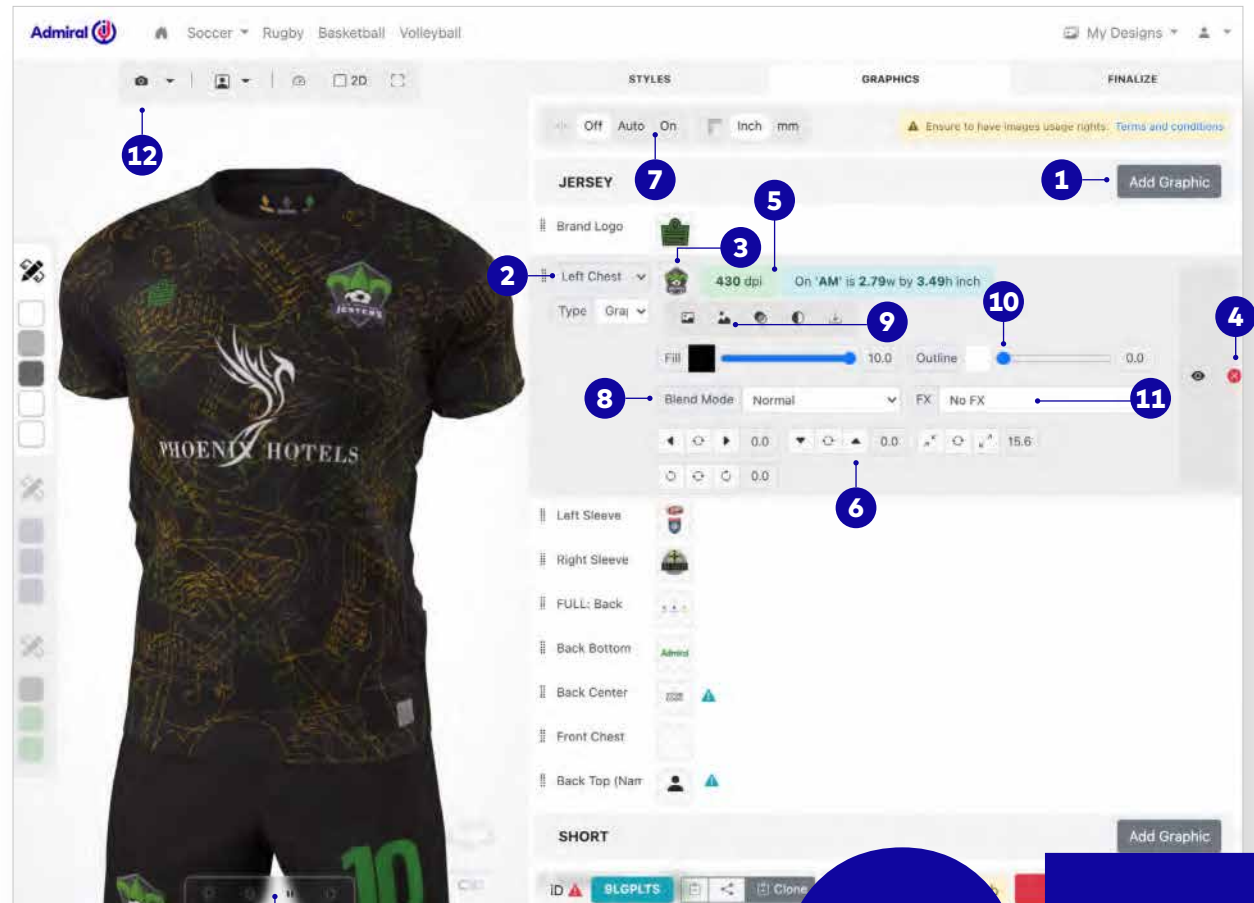 Admiral Soccer Rugby Basketball Volleyball My Designs
2D
STYLES GRAPHICS FINALIZE
Off Auto On Inch mm Ensure to have images usage rights. Terms and conditions
12
7
JERSEY
1
Add Graphic
5
Brand Logo
3
2
Left Chest
430 dpi On 'AM' is 2.79w by 3.49h inch
10
4
Type Graj
9
Fill 10.0 Outline 0.0
8
Blend Mode Normal FX No FX
11
0.0 0.0 15.6
0.0
6
JESTERS
PHOENIX HOTELS
Left Sleeve
Right Sleeve
FULL: Back
Back Bottom Admiral
Back Center
Front Chest
Back Top (Nam
SHORT Add Graphic
10
iD 9LGPLTS Clone